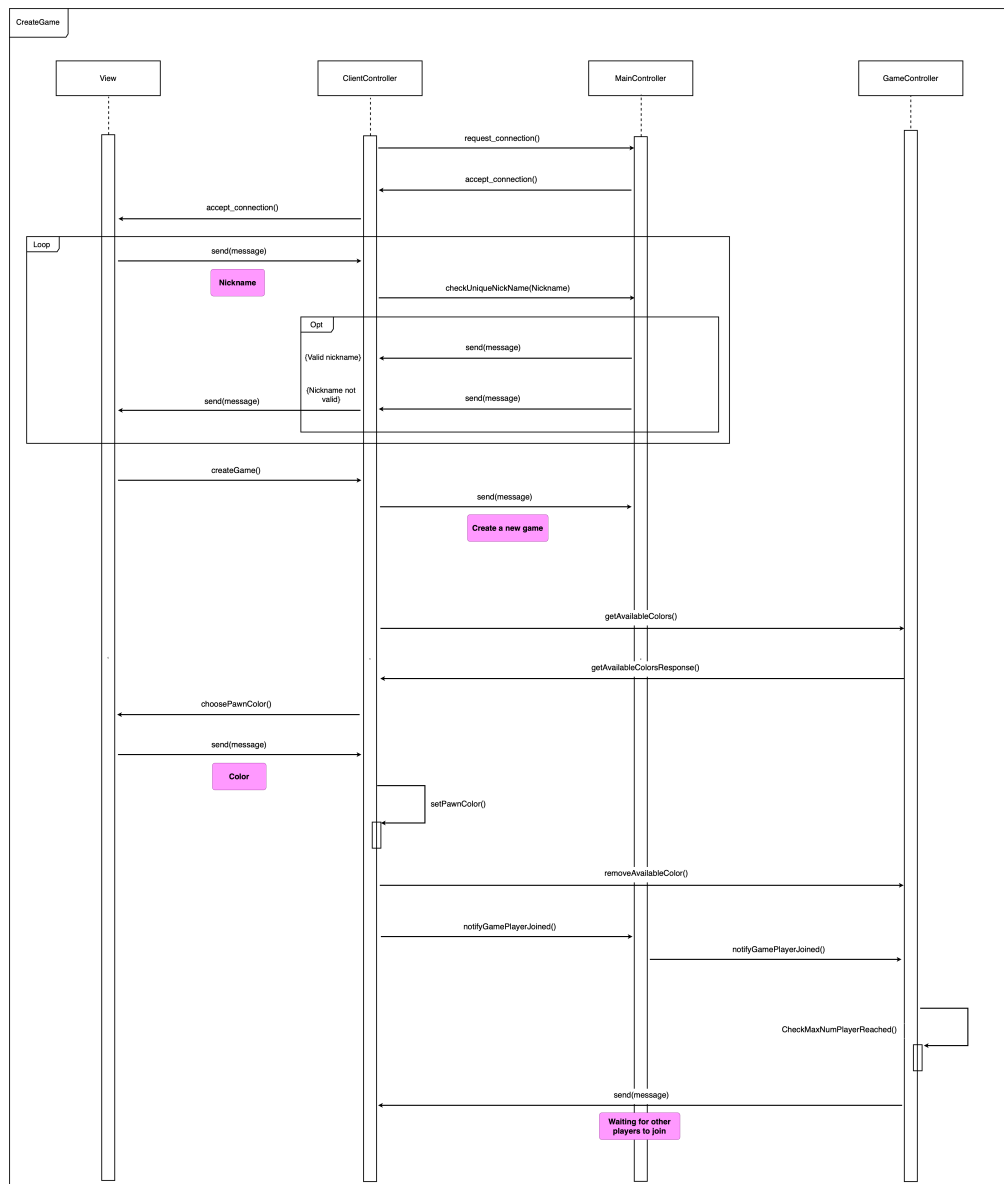 CreateGame
View
ClientController
MainController
GameController
request_connection()
accept_connection()
accept_connection()
Loop
send(message)
Nickname
checkUniqueNickName(Nickname)
Opt
send(message)
{Valid nickname}
{Nickname not
valid}
send(message)
send(message)
createGame()
send(message)
Create a new game
getAvailableColors()
getAvailableColorsResponse()
choosePawnColor()
send(message)
Color
setPawnColor()
removeAvailableColor()
notifyGamePlayerJoined()
notifyGamePlayerJoined()
CheckMaxNumPlayerReached()
send(message)
Waiting for other
players to join